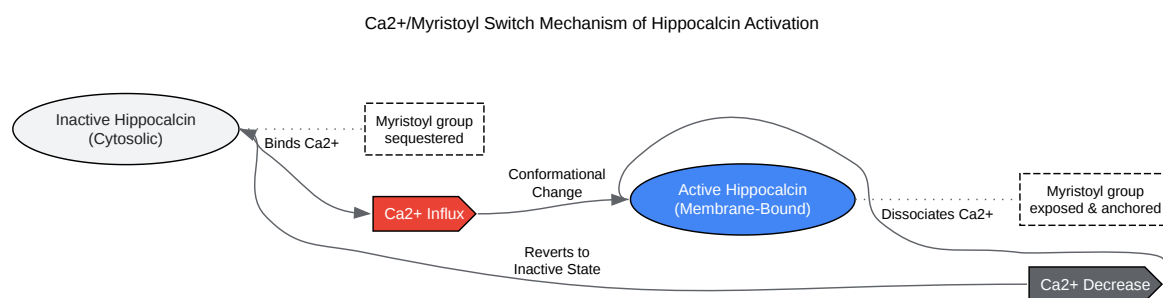 Ca2+/Myristoyl Switch Mechanism of Hippocalcin Activation
Inactive Hippocalcin
(Cytosolic)
Binds Ca2+
Myristoyl group
sequestered
Ca2+ Influx
Conformational
Change
Active Hippocalcin
(Membrane-Bound)
Dissociates Ca2+
Myristoyl group
exposed & anchored
Reverts to
Inactive State
Ca2+ Decrease